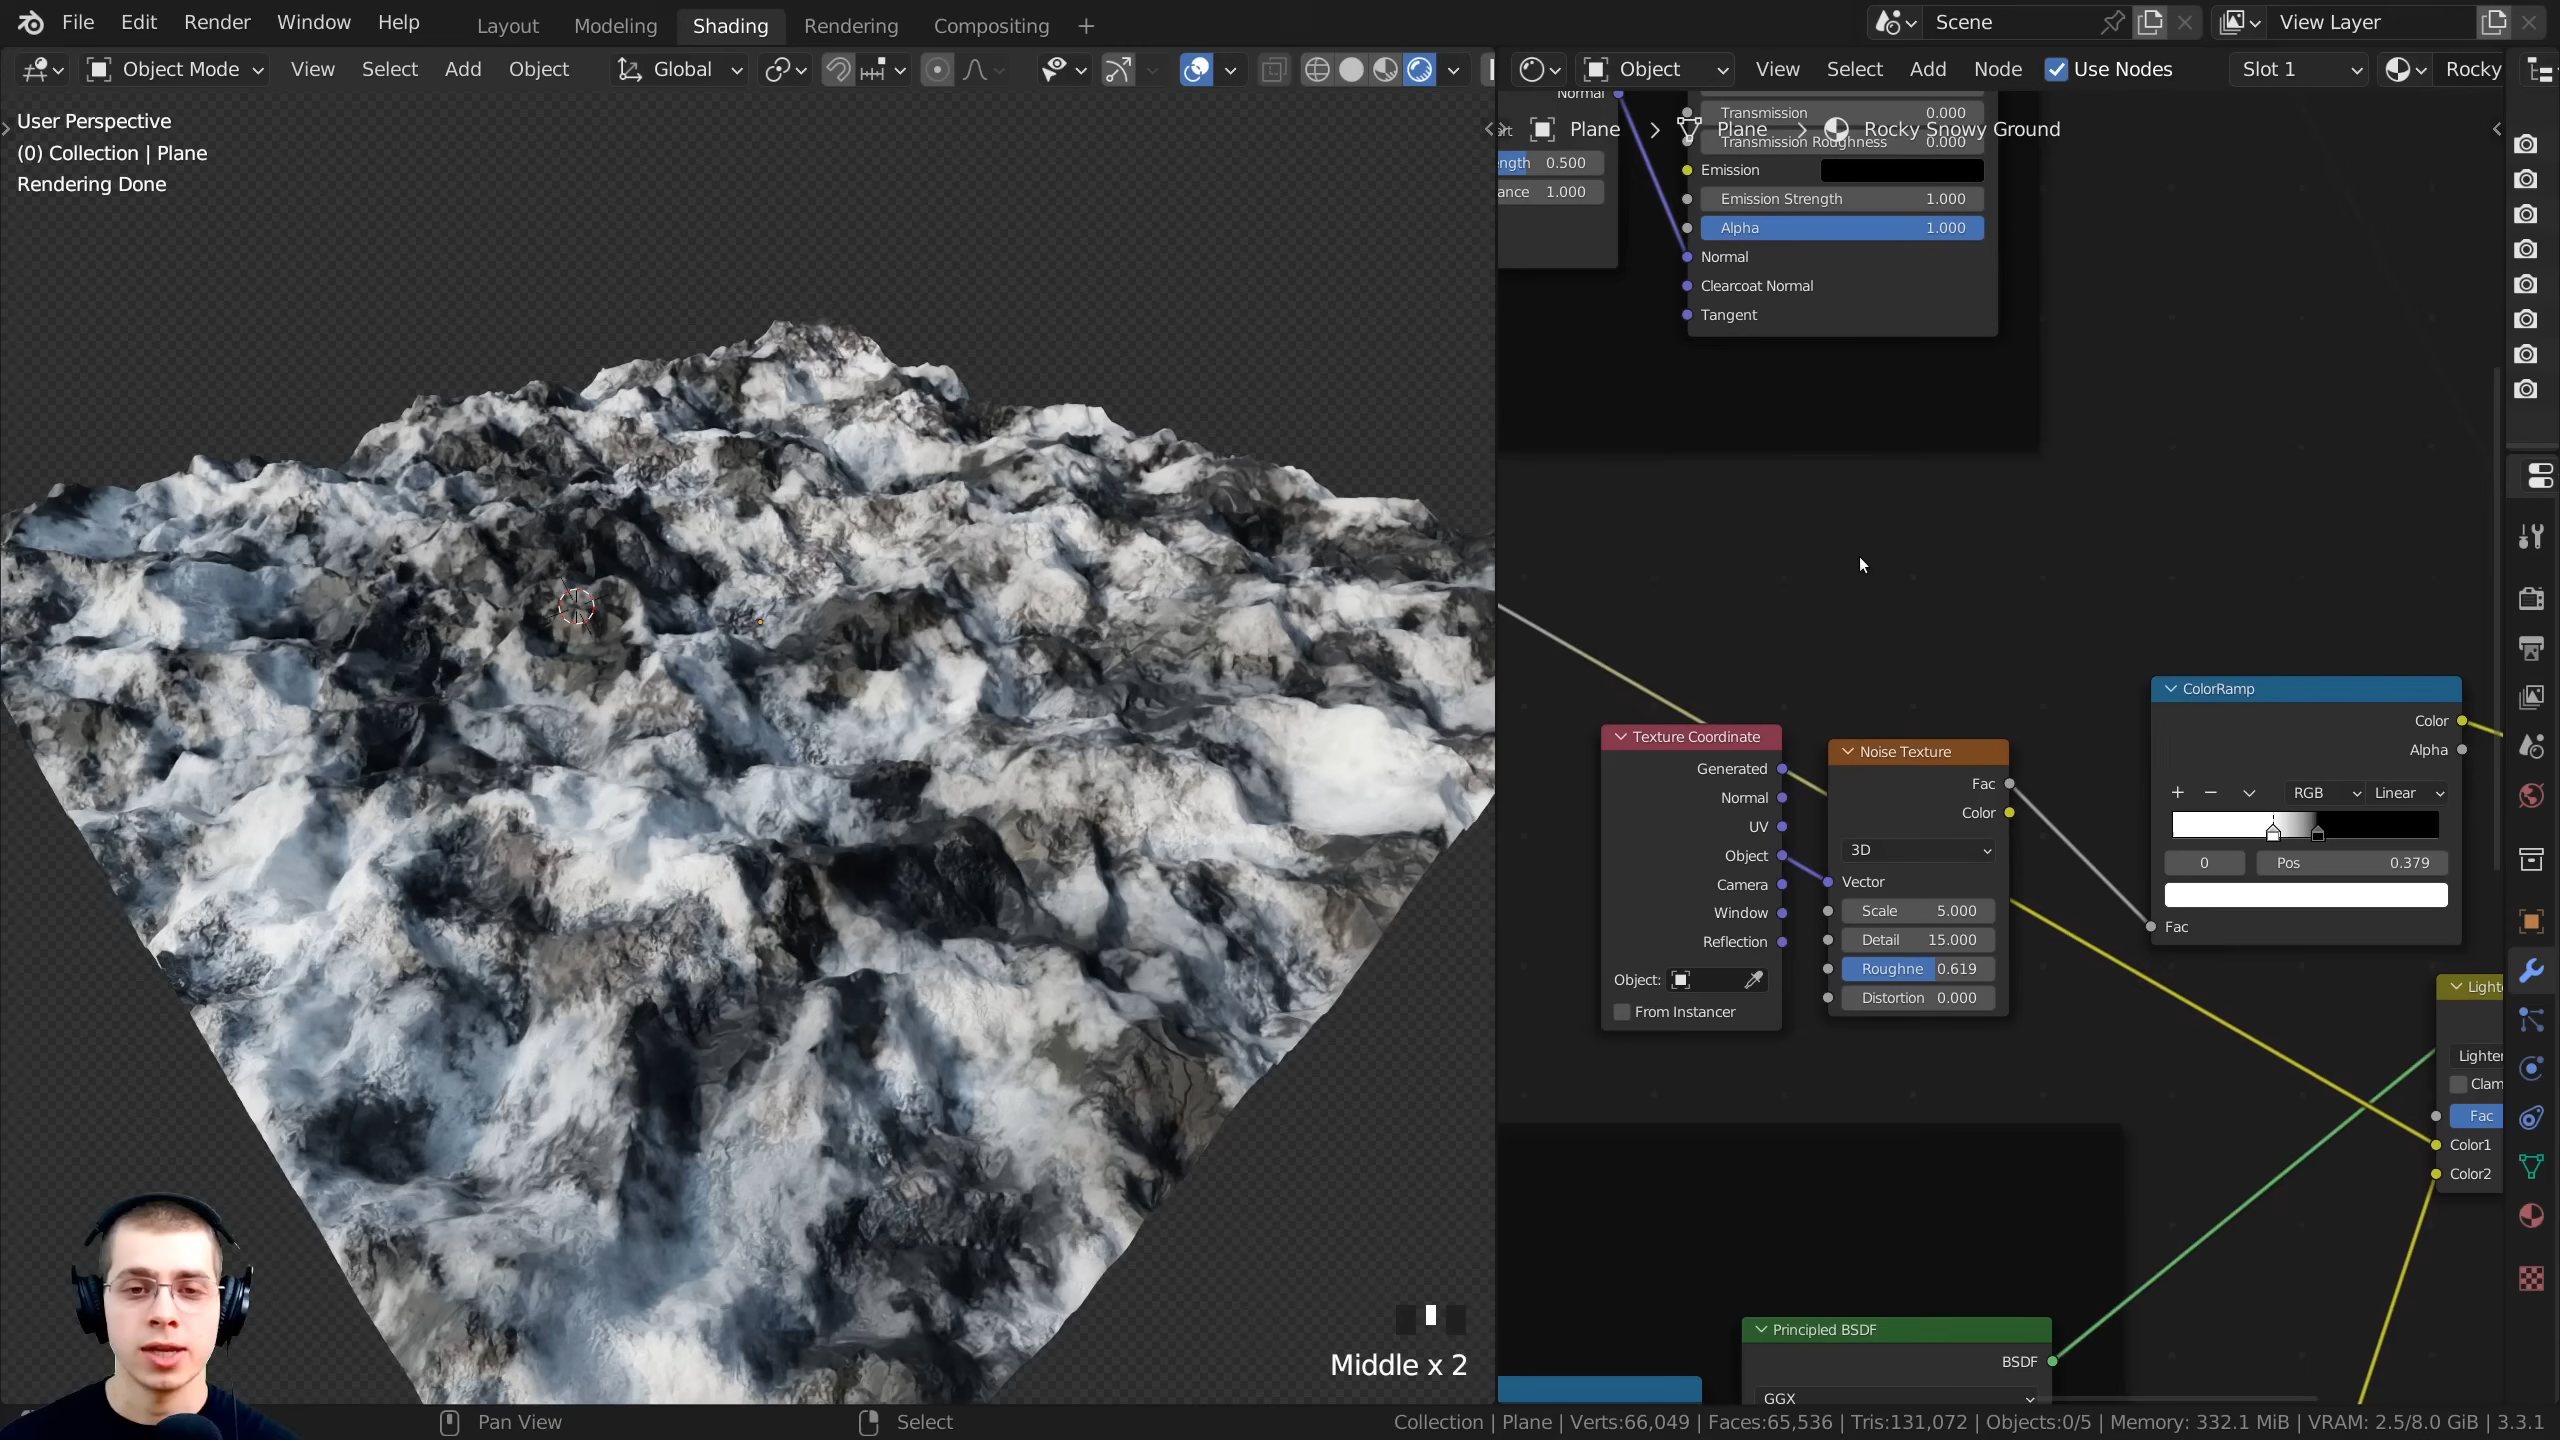 File Edit Render Window Help Layout Modeling Shading Rendering Compositing + Scene View Layer
Object Mode View Select Add Object Global Object View Select Add Node Use Nodes Slot 1 Rocky
User Perspective
(0) Collection | Plane
Rendering Done
Plane > Plane > Rocky Snowy Ground
Normal
ngth 0.500
ance 1.000
Transmission 0.000
Transmission Roughness 0.000
Emission
Emission Strength 1.000
Alpha 1.000
Normal
Clearcoat Normal
Tangent
Texture Coordinate
Generated
Normal
UV
Object
Camera
Window
Reflection
Object:
From Instancer
Noise Texture
Fac
Color
3D
Vector
Scale 5.000
Detail 15.000
Roughne 0.619
Distortion 0.000
ColorRamp
Color
Alpha
+ − RGB Linear
0 Pos 0.379
Fac
Light
Lighten
Clam
Fac
Color1
Color2
Principled BSDF
BSDF
GGX
Middle x 2
Pan View Select Collection | Plane | Verts:66,049 | Faces:65,536 | Tris:131,072 | Objects:0/5 | Memory: 332.1 MiB | VRAM: 2.5/8.0 GiB | 3.3.1